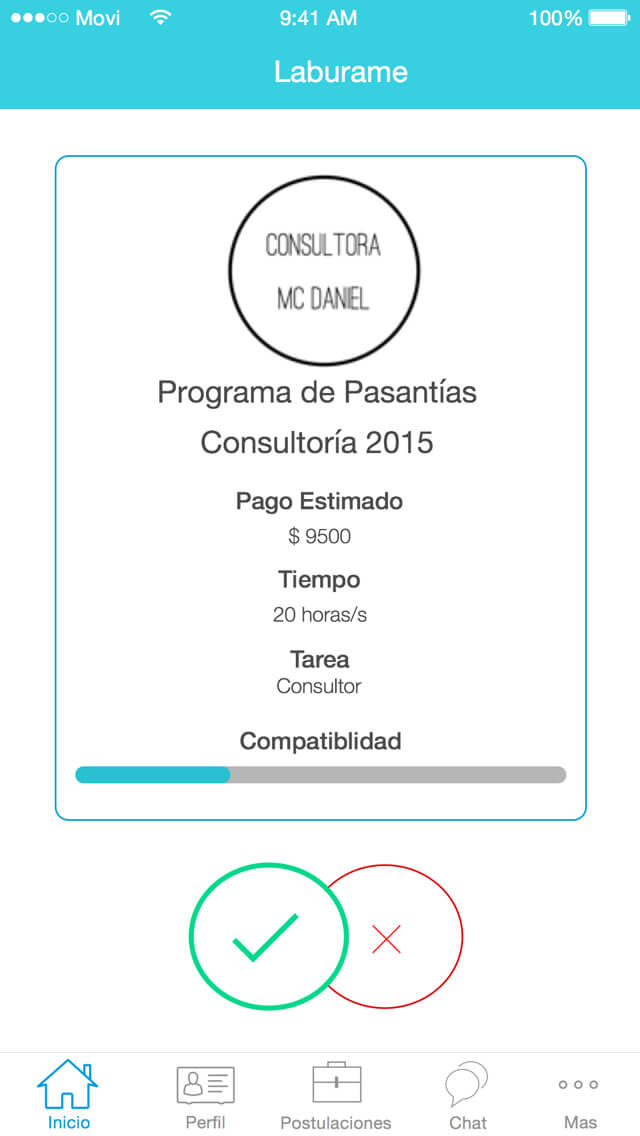 Movi 9:41 AM 100%
Laburame
CONSULTORA
MC DANIEL
Programa de Pasantías
Consultoría 2015
Pago Estimado
$ 9500
Tiempo
20 horas/s
Tarea
Consultor
Compatiblidad
Inicio Perfil Postulaciones Chat Mas